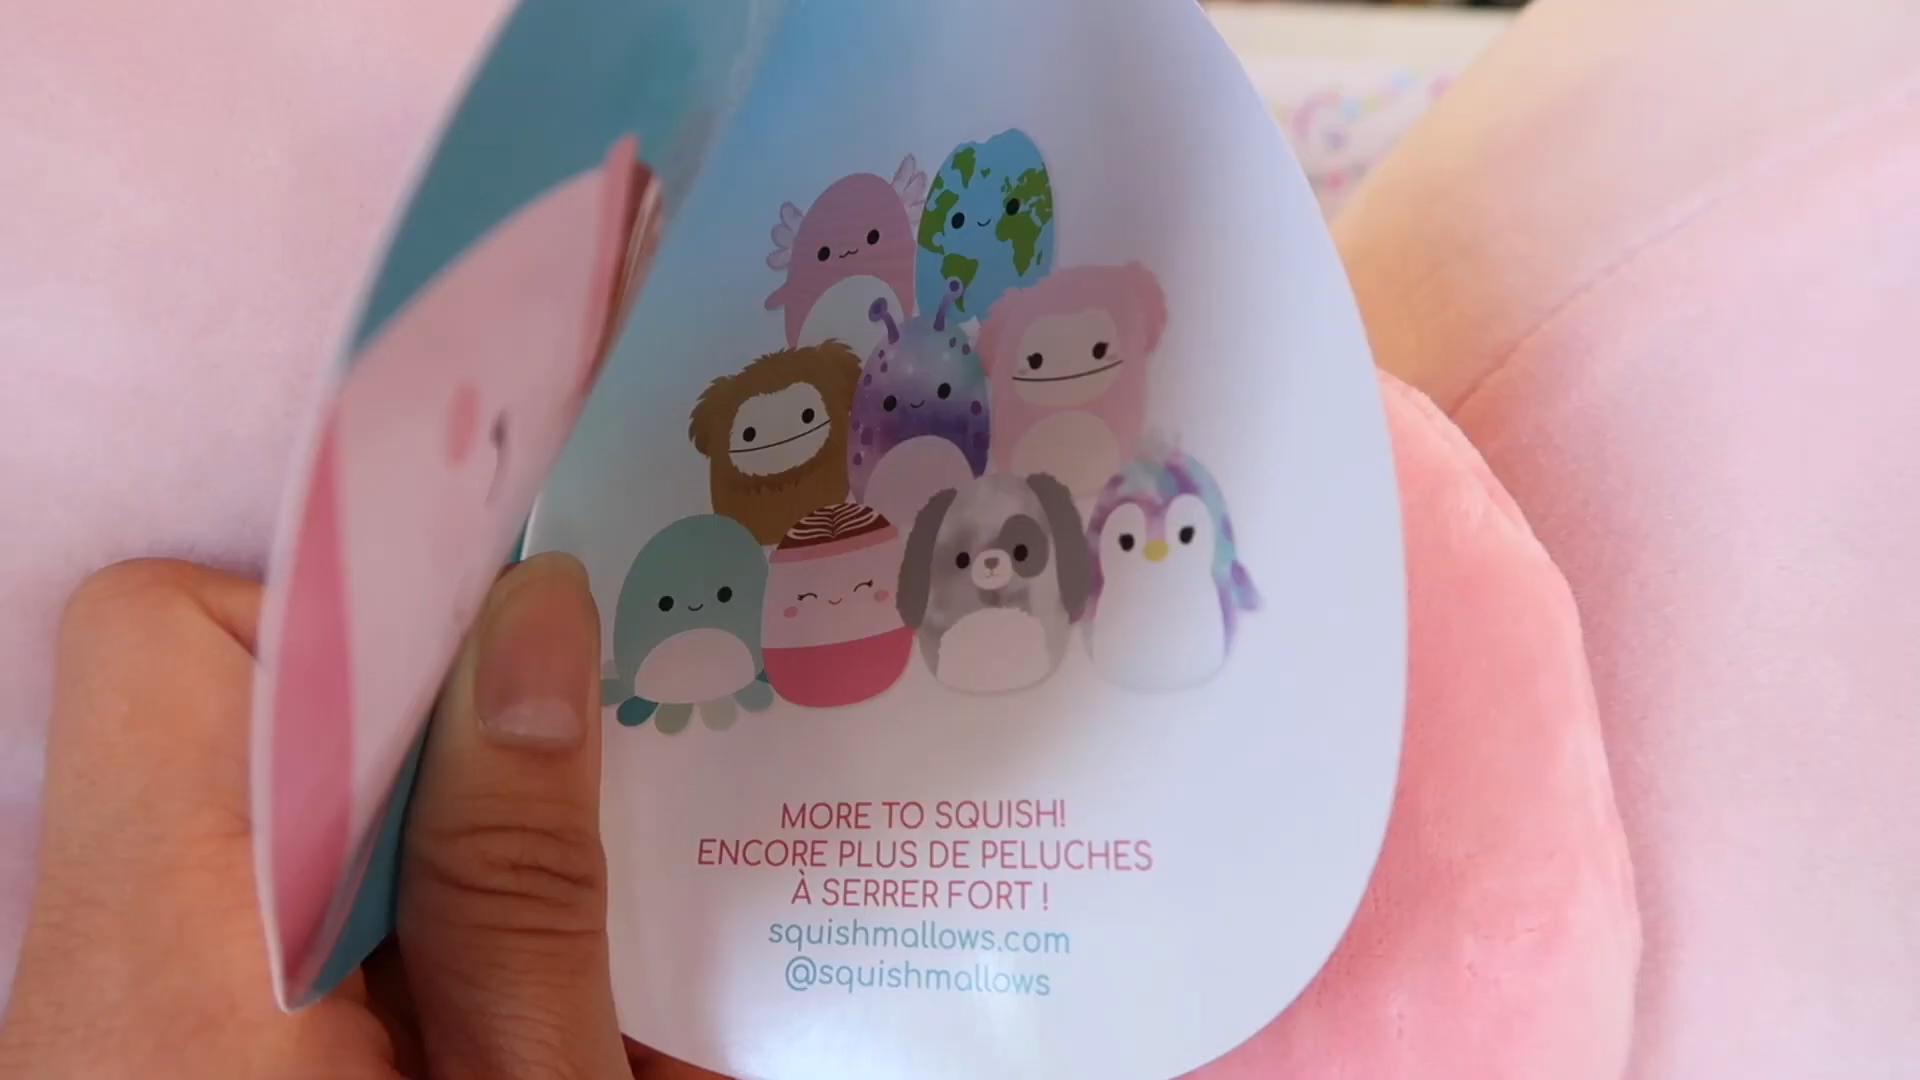 MORE TO SQUISH!
ENCORE PLUS DE PELUCHES
À SERRER FORT !
squishmallows.com
@squishmallows